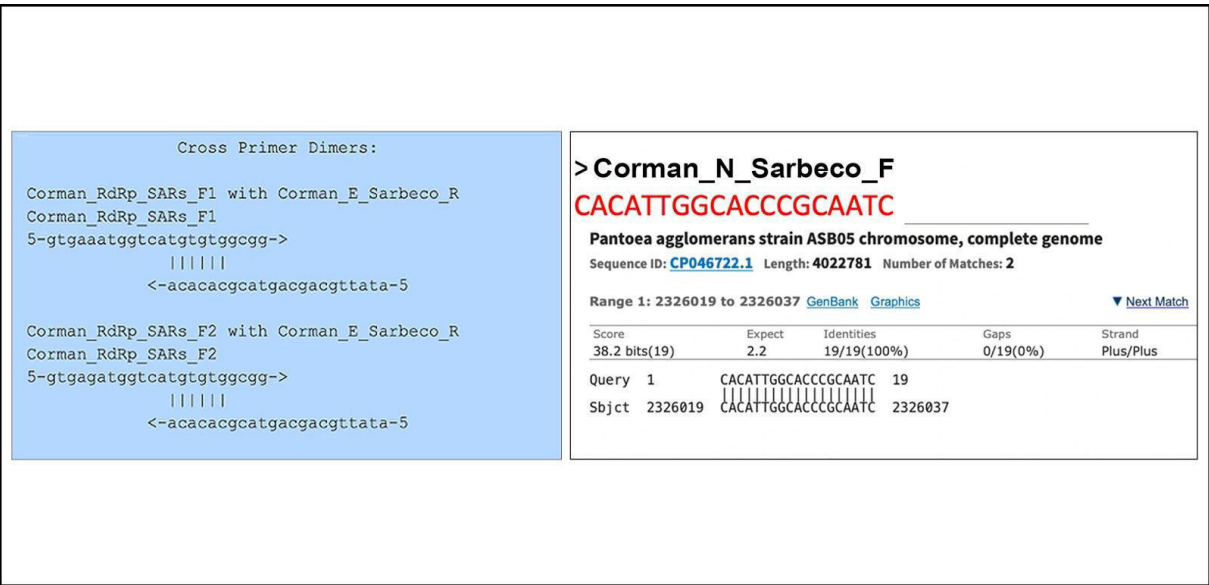 Cross Primer Dimers:
Corman_RdRp_SARs_F1 with Corman_E_Sarbeco_R
Corman_RdRp_SARs_F1
5-gtgaaatggtcatgtgtggcgg->
||||||
<-acacacgcatgacgacgttata-5
Corman_RdRp_SARs_F2 with Corman_E_Sarbeco_R
Corman_RdRp_SARs_F2
5-gtgagatggtcatgtgtggcgg->
||||||
<-acacacgcatgacgacgttata-5
>Corman_N_Sarbeco_F
CACATTGGCACCCGCAATC
Pantoea agglomerans strain ASB05 chromosome, complete genome
Sequence ID: CP046722.1 Length: 4022781 Number of Matches: 2
Range 1: 2326019 to 2326037 GenBank Graphics ▼ Next Match
Score Expect Identities Gaps Strand
38.2 bits(19) 2.2 19/19(100%) 0/19(0%) Plus/Plus
Query 1 CACATTGGCACCCGCAATC 19
|||||||||||||||||||
Sbjct 2326019 CACATTGGCACCCGCAATC 2326037